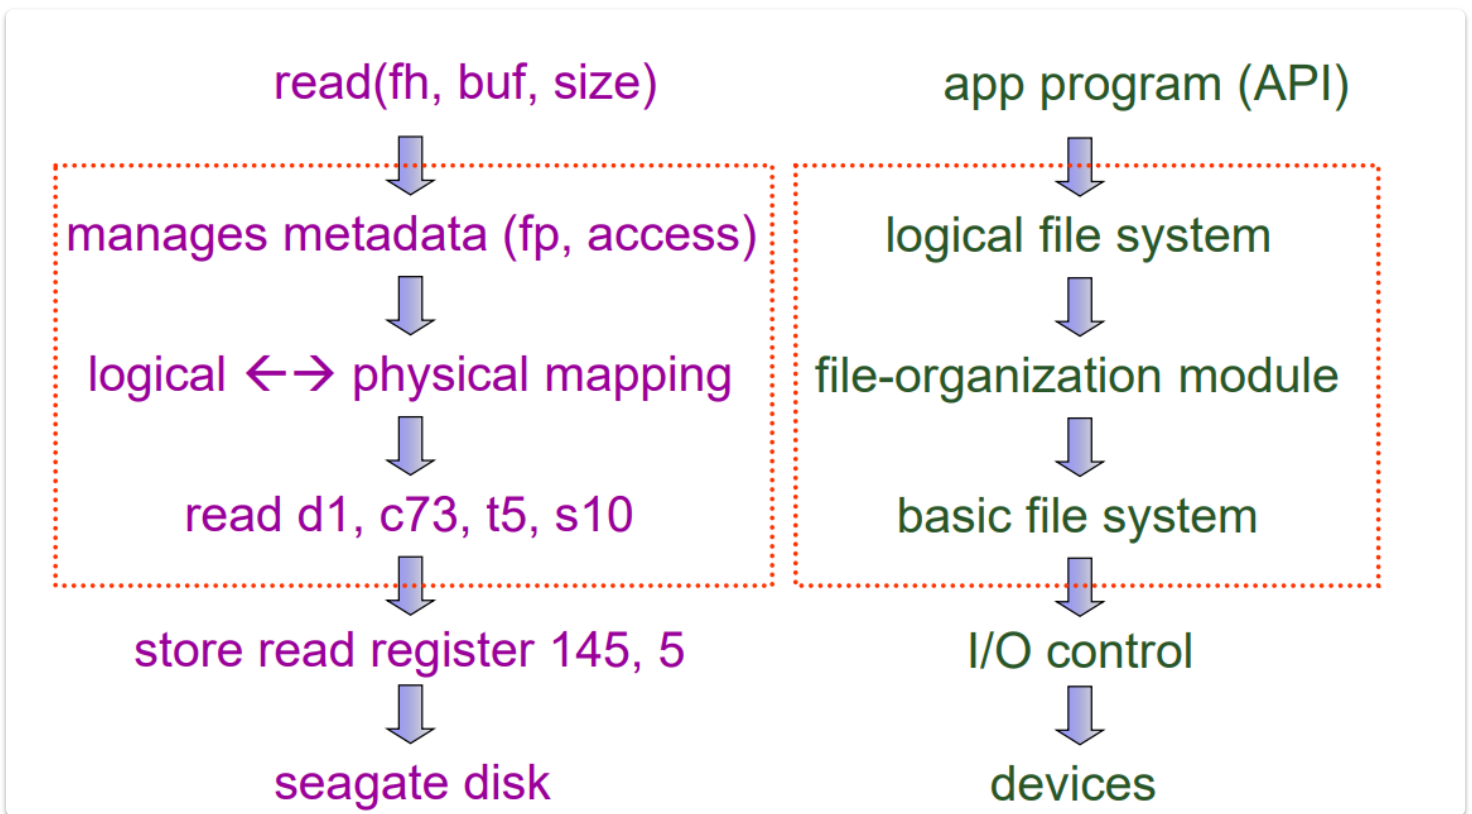 read(fh, buf, size)
manages metadata (fp, access)
logical ←→ physical mapping
read d1, c73, t5, s10
store read register 145, 5
seagate disk
app program (API)
logical file system
file-organization module
basic file system
I/O control
devices